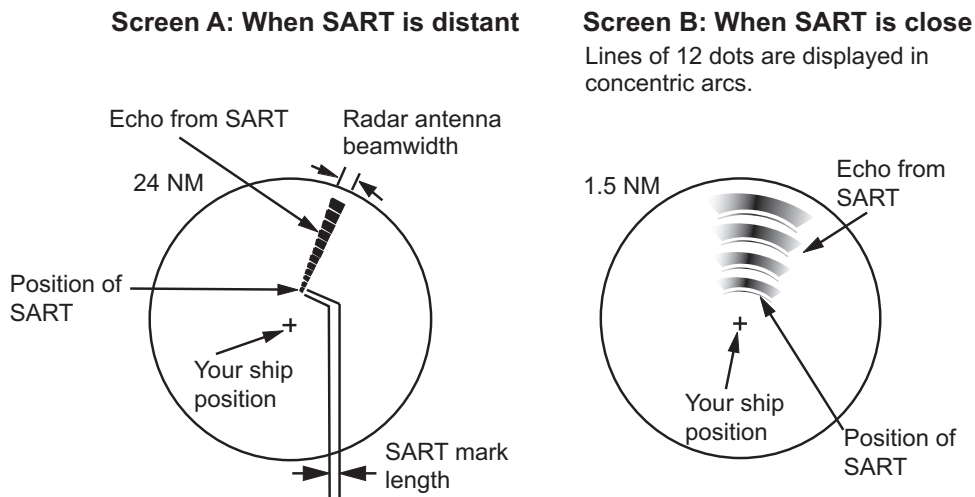 Screen A: When SART is distant
Echo from SART
Radar antenna
beamwidth
24 NM
Position of
SART
Your ship
position
SART mark
length
Screen B: When SART is close
Lines of 12 dots are displayed in
concentric arcs.
1.5 NM
Echo from
SART
Your ship
position
Position of
SART